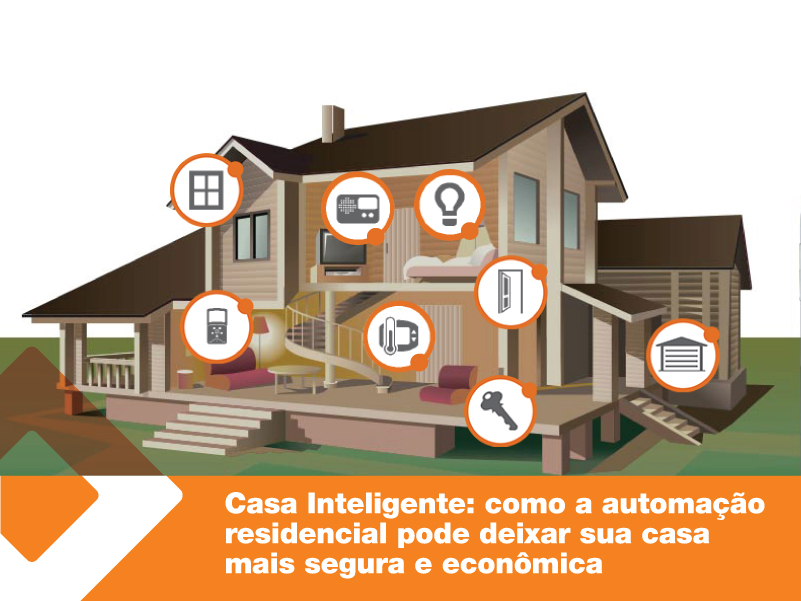 Casa Inteligente: como a automação
residencial pode deixar sua casa
mais segura e econômica